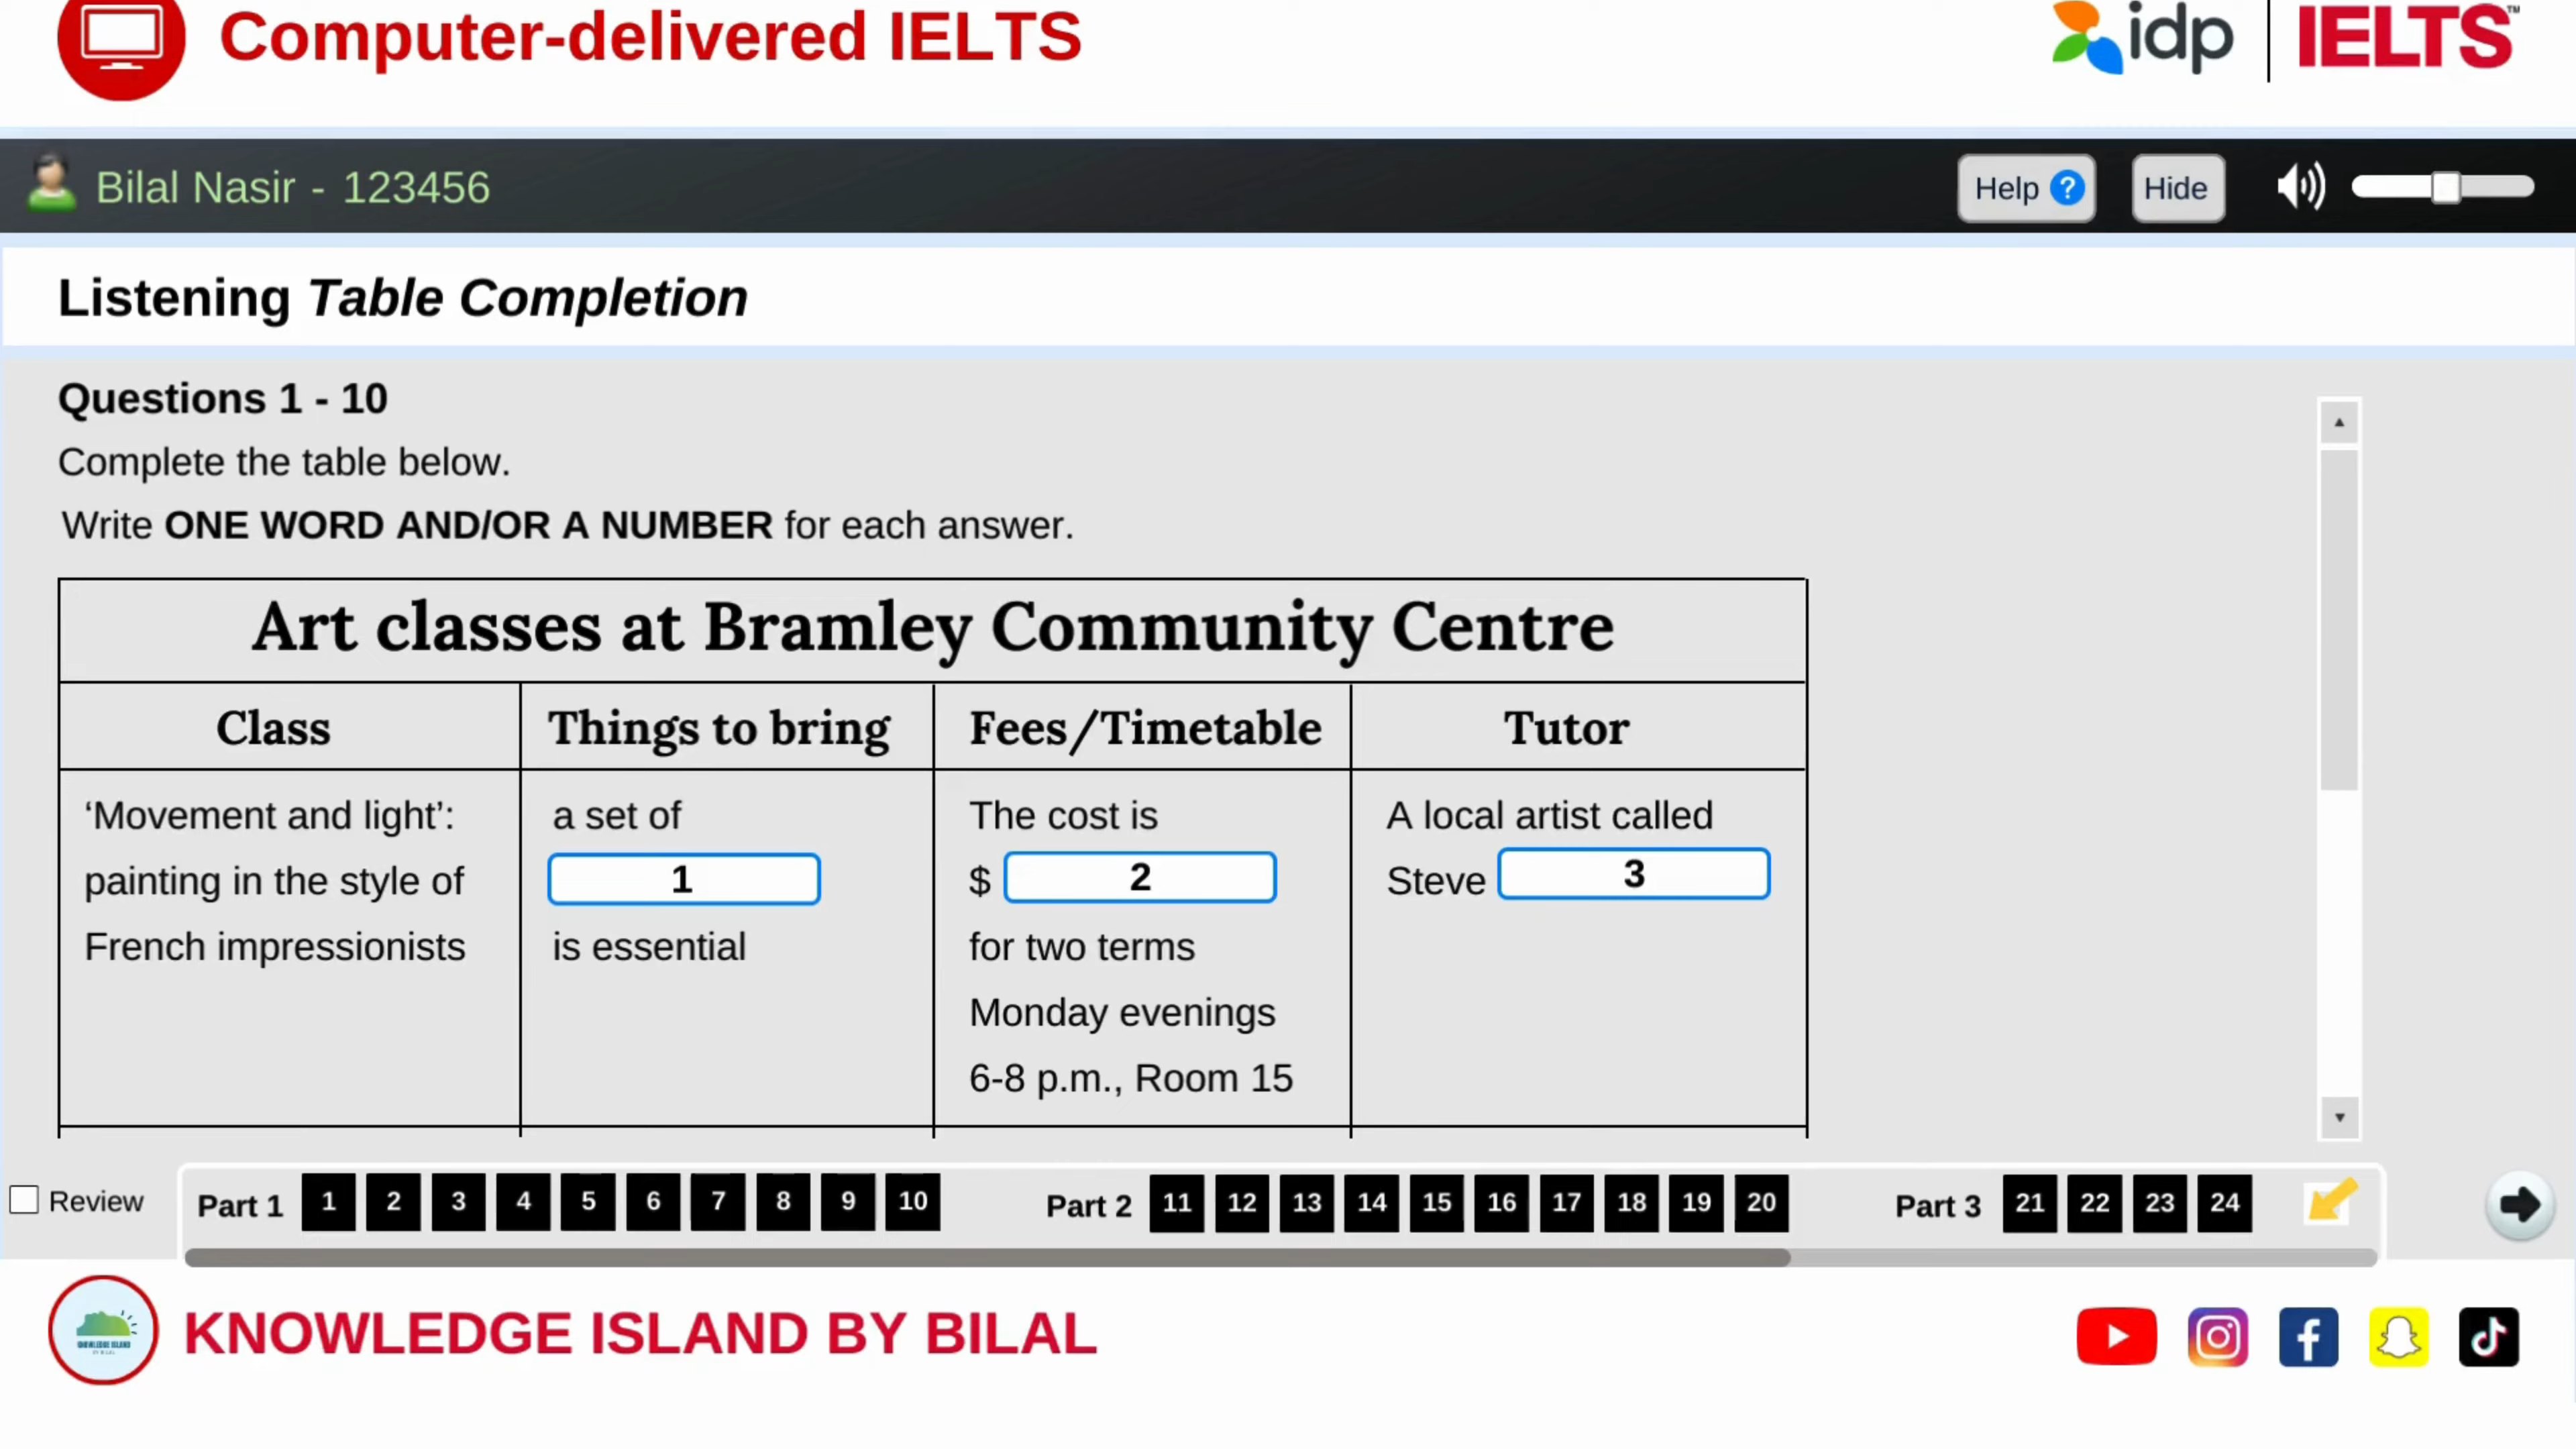 Computer-delivered IELTS
idp
IELTS™
Bilal Nasir - 123456
Help ?
Hide
Listening Table Completion
Questions 1 - 10
Complete the table below.
Write ONE WORD AND/OR A NUMBER for each answer.
Art classes at Bramley Community Centre
Class
Things to bring
Fees/Timetable
Tutor
‘Movement and light’:
painting in the style of
French impressionists
a set of
1
is essential
The cost is
$ 2
for two terms
Monday evenings
6-8 p.m., Room 15
A local artist called
Steve 3
Review
Part 1 1 2 3 4 5 6 7 8 9 10
Part 2 11 12 13 14 15 16 17 18 19 20
Part 3 21 22 23 24
KNOWLEDGE ISLAND
BY BILAL
KNOWLEDGE ISLAND BY BILAL